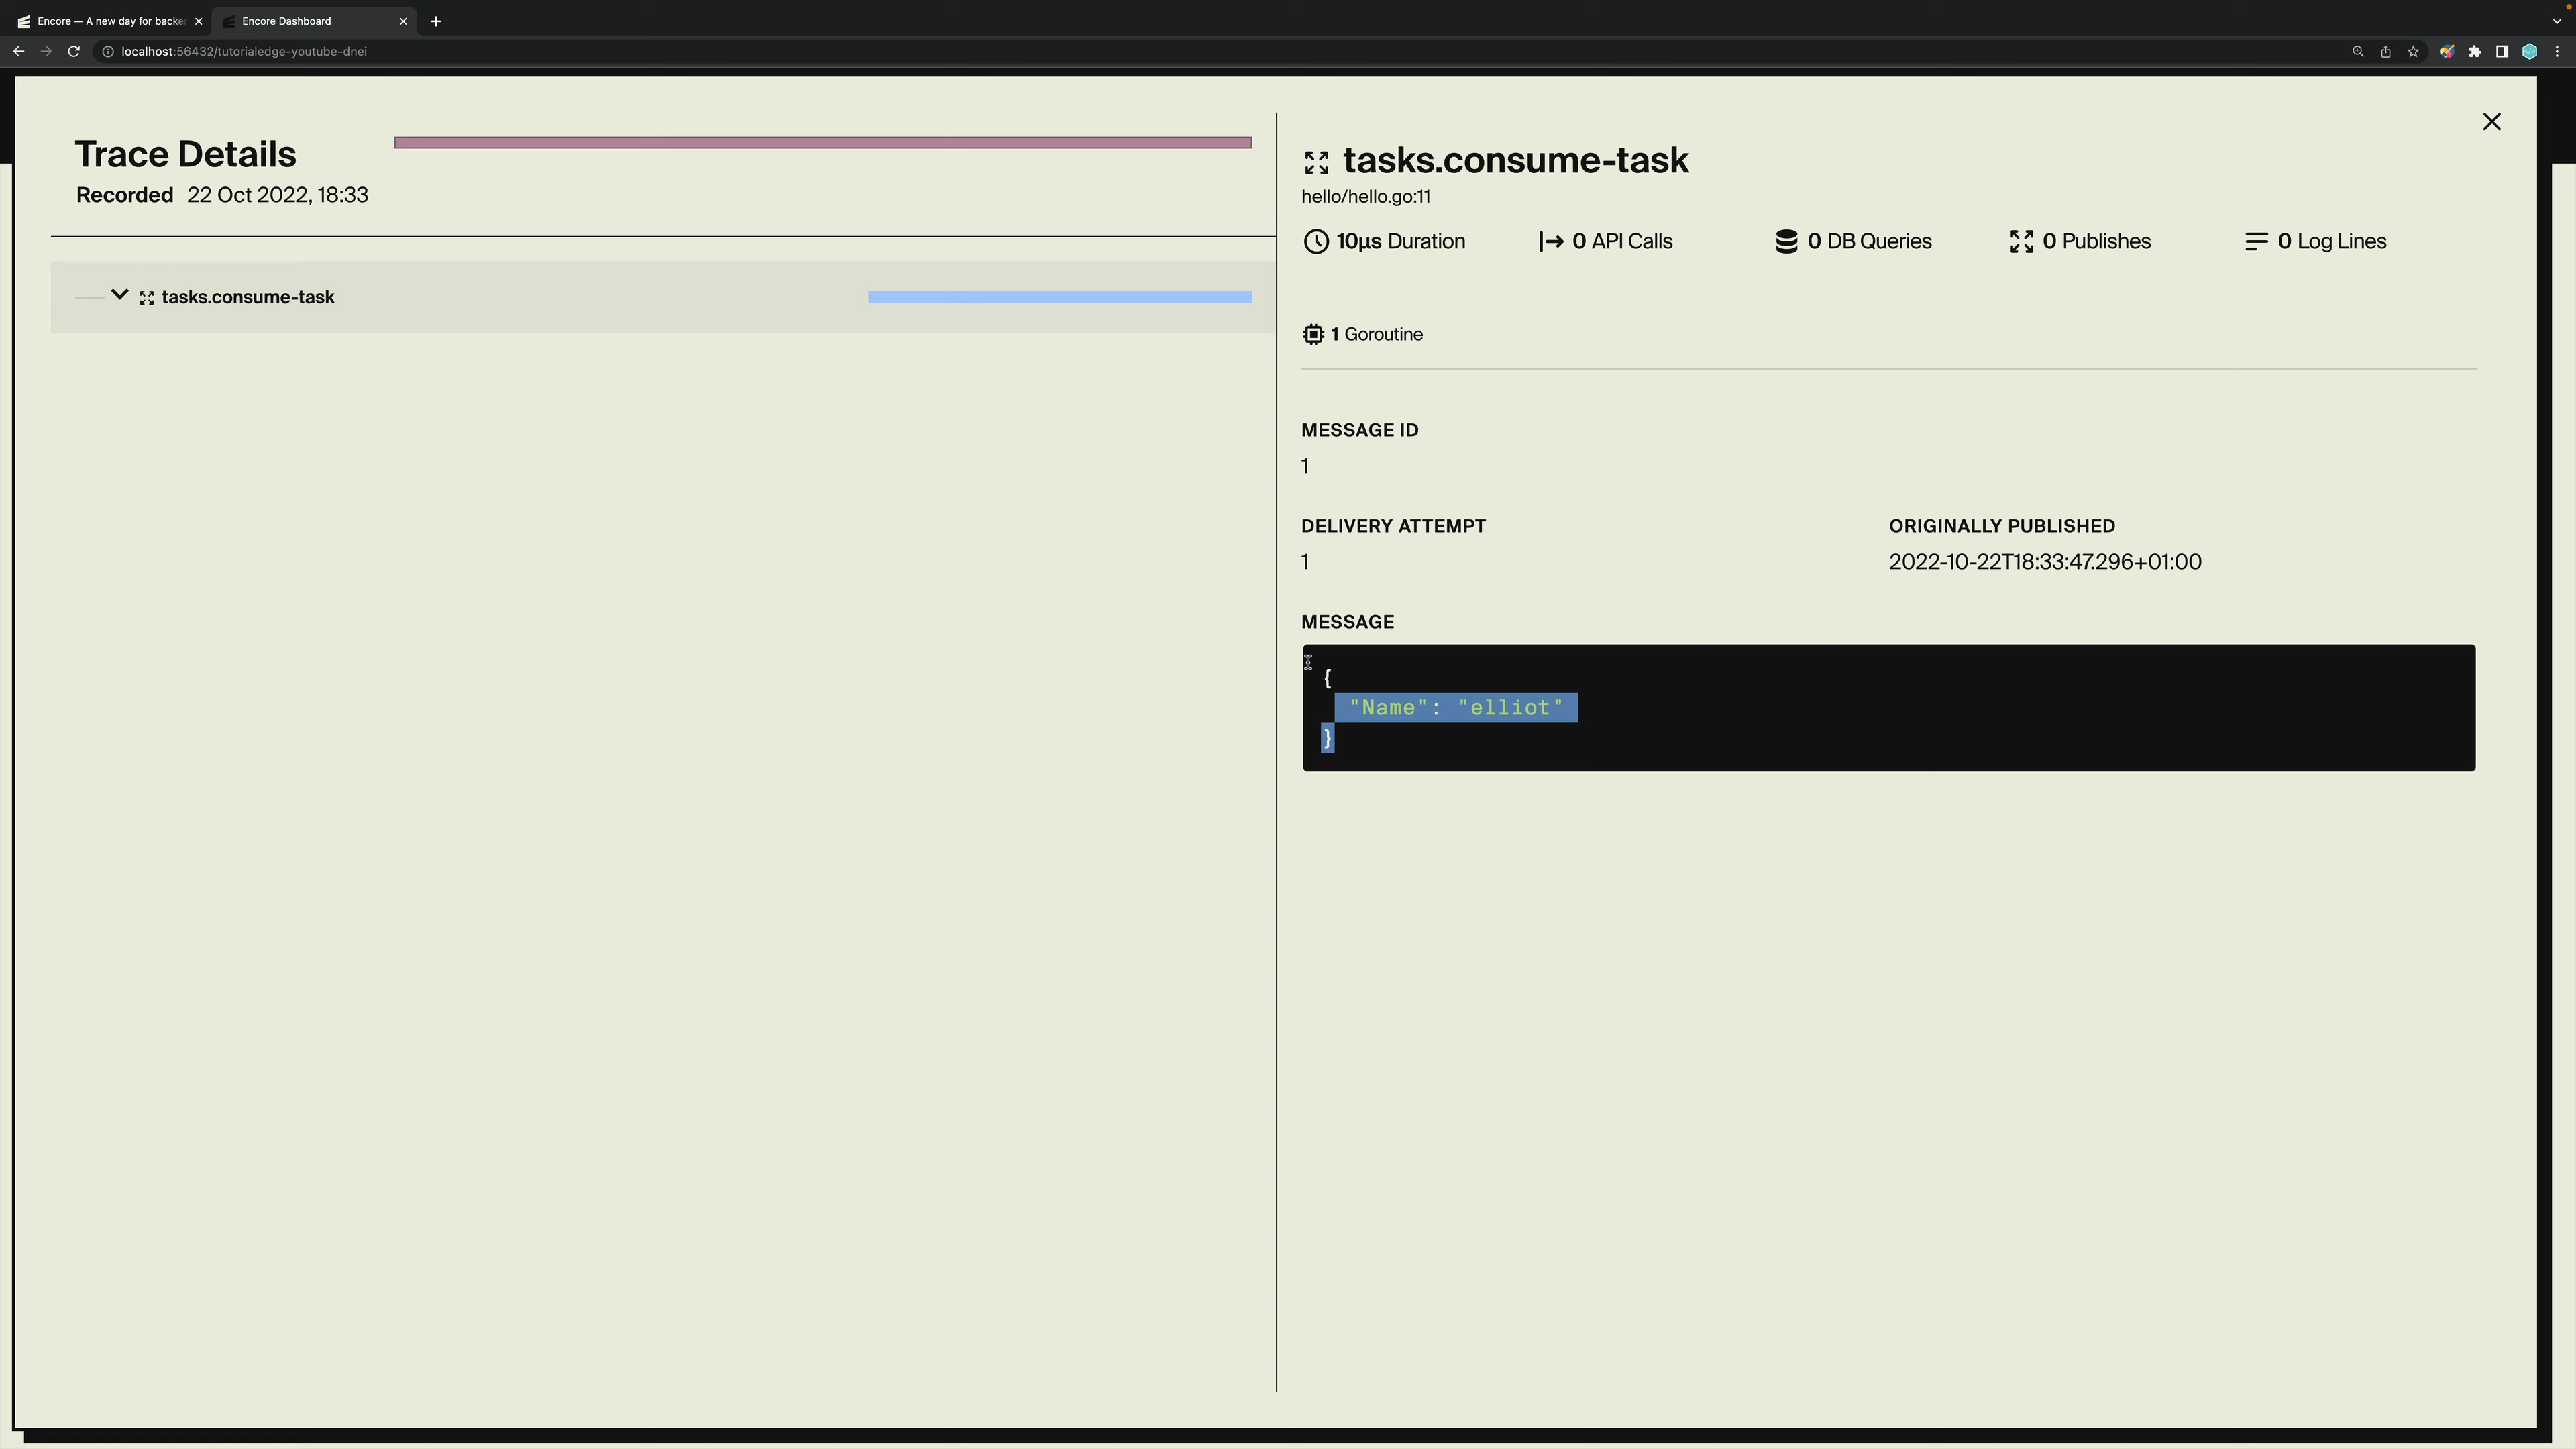 Encore — A new day for backe
Encore Dashboard
localhost:56432/tutorialedge-youtube-dnei
Trace Details
Recorded 22 Oct 2022, 18:33
tasks.consume-task
tasks.consume-task
hello/hello.go:11
10µs Duration
0 API Calls
0 DB Queries
0 Publishes
0 Log Lines
1 Goroutine
MESSAGE ID
1
DELIVERY ATTEMPT
1
ORIGINALLY PUBLISHED
2022-10-22T18:33:47.296+01:00
MESSAGE
{
"Name": "elliot"
}